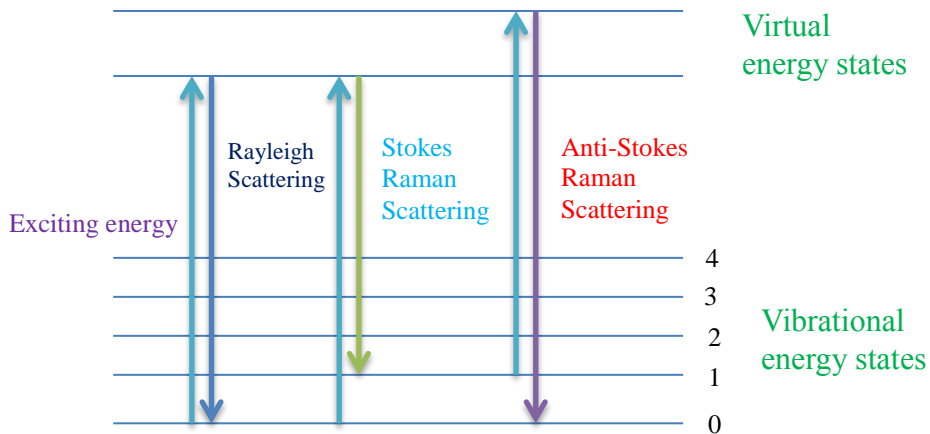 Virtual
energy states
Rayleigh
Scattering
Stokes
Raman
Scattering
Anti-Stokes
Raman
Scattering
Exciting energy
4
3
2
1
0
Vibrational
energy states